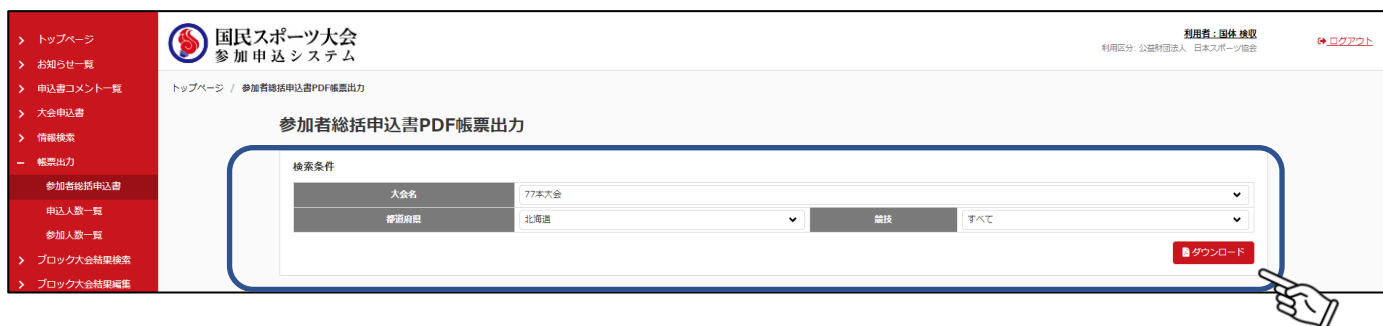 トップページ
お知らせ一覧
申込書コメント一覧
大会申込書
情報検索
帳票出力
参加者総括申込書
申込人数一覧
参加人数一覧
ブロック大会結果検索
ブロック大会結果編集
国民スポーツ大会
参加申込システム
利用者：国体 検収
利用区分: 公益財団法人 日本スポーツ協会
ログアウト
トップページ / 参加者総括申込書PDF帳票出力
参加者総括申込書PDF帳票出力
検索条件
大会名 77本大会
都道府県 北海道 競技 すべて
ダウンロード